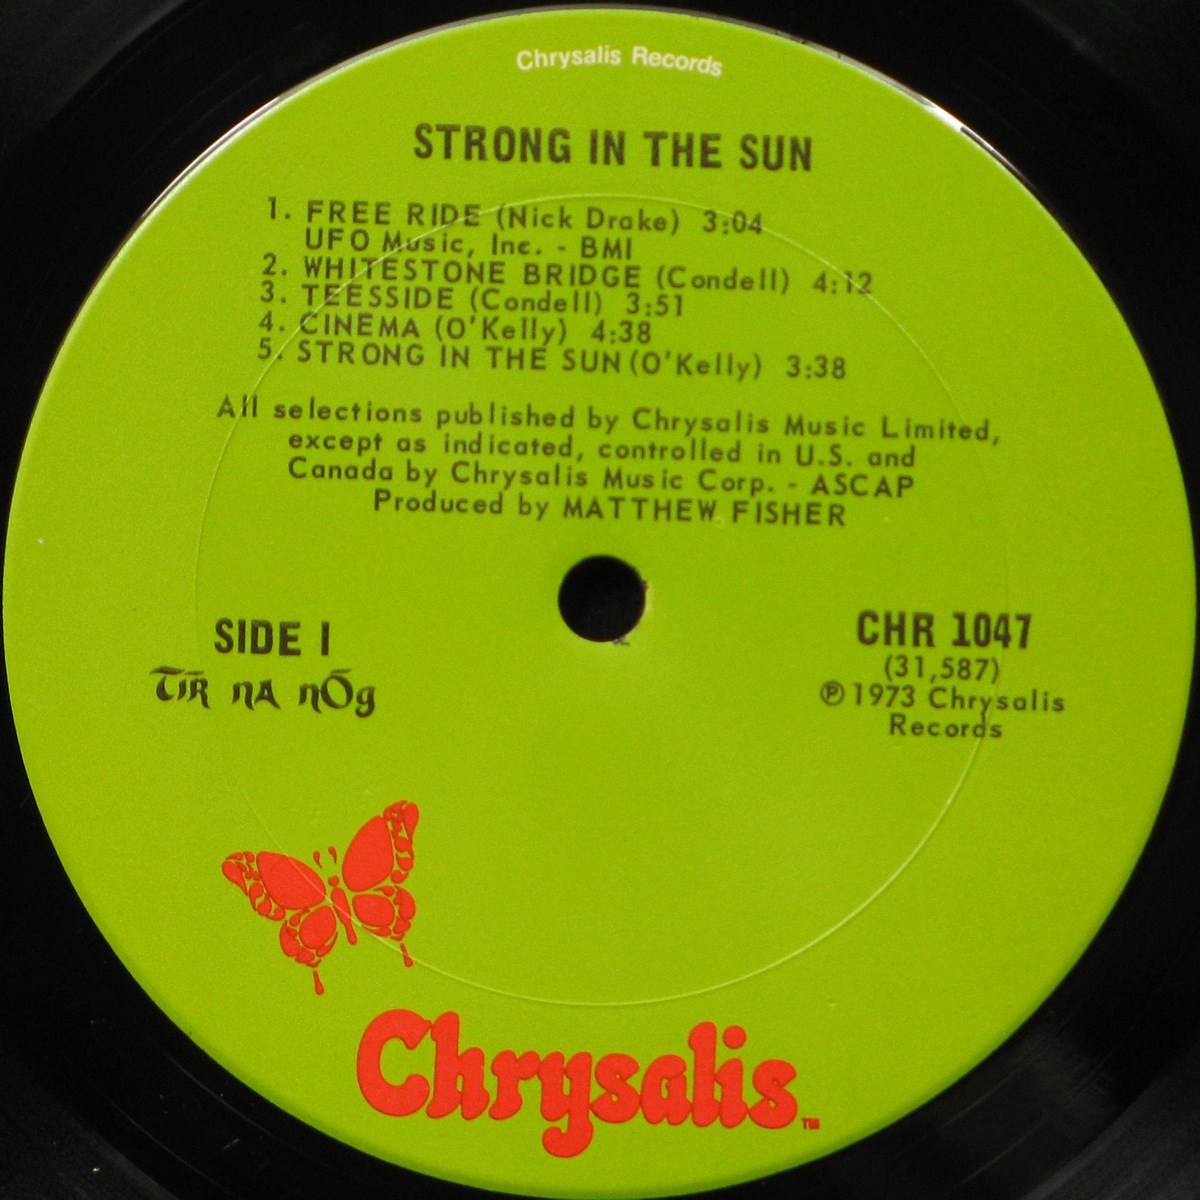 Chrysalis Records
STRONG IN THE SUN
1. FREE RIDE (Nick Drake) 3:04
UFO Music, Inc. - BMI
2. WHITESTONE BRIDGE (Condell) 4:12
3. TEESSIDE (Condell) 3:51
4. CINEMA (O'Kelly) 4:38
5. STRONG IN THE SUN (O'Kelly) 3:38
All selections published by Chrysalis Music Limited,
except as indicated, controlled in U.S. and
Canada by Chrysalis Music Corp. - ASCAP
Produced by MATTHEW FISHER
SIDE I
TīR nA nŌg
CHR 1047
(31,587)
℗ 1973 Chrysalis
Records
Chrysalis™